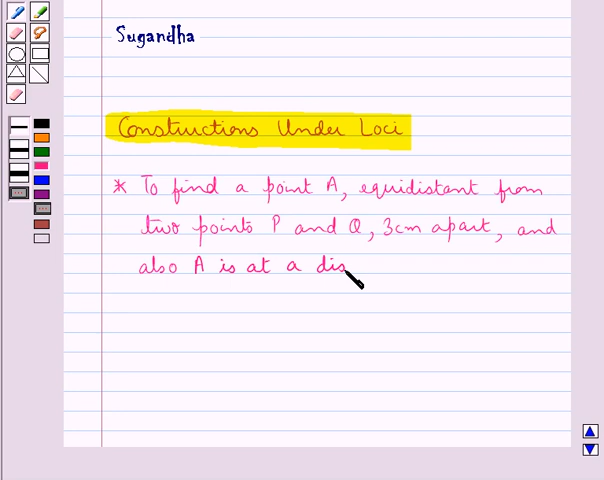 Sugandha
Constructions Under Loci
* To find a point A, equidistant from
two points P and Q, 3cm apart, and
also A is at a dis